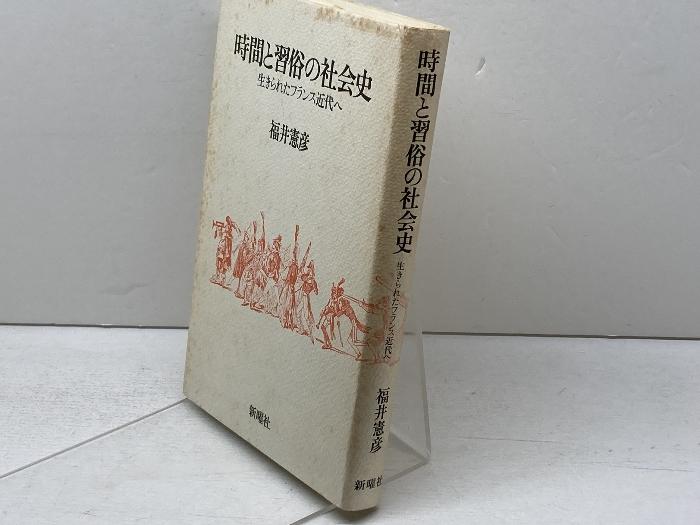 時間と習俗の社会史
生きられたフランス近代へ
福井憲彦
新曜社
時間と習俗の社会史
生きられたフランス近代へ
福井憲彦
新曜社